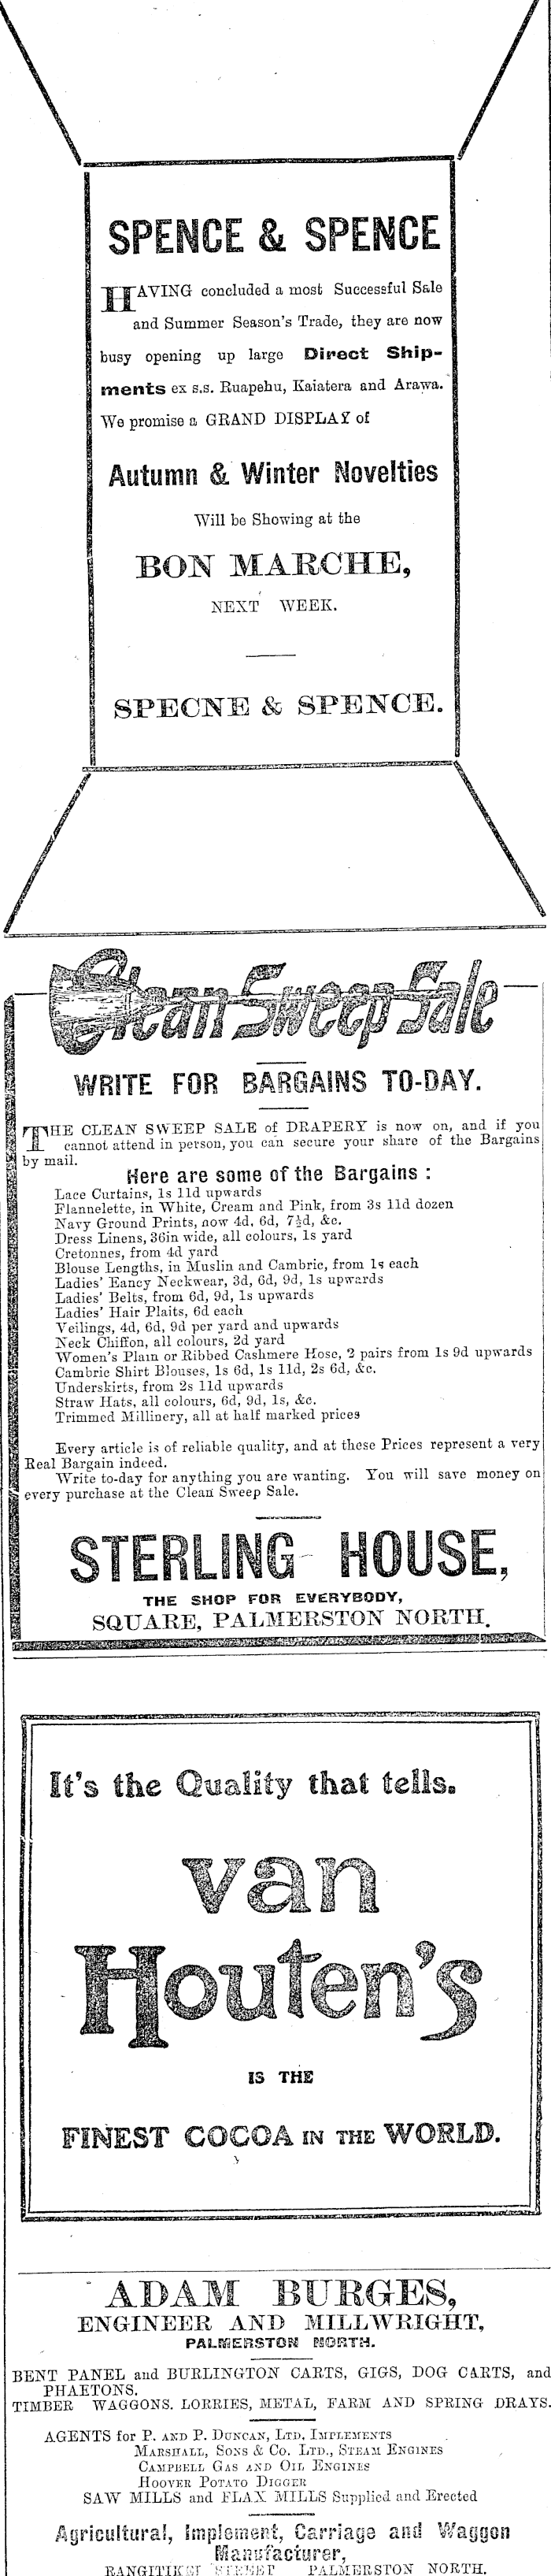 SPENCE & SPENCE
HAVING concluded a most Successful Sale
and Summer Season's Trade, they are now
busy opening up large Direct Ship-
ments ex s.s. Ruapehu, Kaiatera and Arawa.
We promise a GRAND DISPLAY of
Autumn & Winter Novelties
Will be Showing at the
BON MARCHE,
NEXT WEEK.
SPECNE & SPENCE.
Clean Sweep Sale
WRITE FOR BARGAINS TO-DAY.
THE CLEAN SWEEP SALE of DRAPERY is now on, and if you
cannot attend in person, you can secure your share of the Bargains
by mail.
Here are some of the Bargains :
Lace Curtains, 1s 11d upwards
Flannelette, in White, Cream and Pink, from 3s 11d dozen
Navy Ground Prints, now 4d, 6d, 7½d, &c.
Dress Linens, 36in wide, all colours, 1s yard
Cretonnes, from 4d yard
Blouse Lengths, in Muslin and Cambric, from 1s each
Ladies' Fancy Neckwear, 3d, 6d, 9d, 1s upwards
Ladies' Belts, from 6d, 9d, 1s upwards
Ladies' Hair Plaits, 6d each
Veilings, 4d, 6d, 9d per yard and upwards
Neck Chiffon, all colours, 2d yard
Women's Plain or Ribbed Cashmere Hose, 2 pairs from 1s 9d upwards
Cambric Shirt Blouses, 1s 6d, 1s 11d, 2s 6d, &c.
Underskirts, from 2s 11d upwards
Straw Hats, all colours, 6d, 9d, 1s, &c.
Trimmed Millinery, all at half marked prices
Every article is of reliable quality, and at these Prices represent a very
Real Bargain indeed.
Write to-day for anything you are wanting. You will save money on
every purchase at the Clean Sweep Sale.
STERLING HOUSE,
THE SHOP FOR EVERYBODY,
SQUARE, PALMERSTON NORTH.
It's the Quality that tells.
van
Houten's
IS THE
FINEST COCOA IN THE WORLD.
ADAM BURGES,
ENGINEER AND MILLWRIGHT,
PALMERSTON NORTH.
BENT PANEL and BURLINGTON CARTS, GIGS, DOG CARTS, and
PHAETONS.
TIMBER WAGGONS. LORRIES, METAL, FARM AND SPRING DRAYS.
AGENTS for P. AND P. DUNCAN, LTD. IMPLEMENTS
MARSHALL, SONS & CO. LTD., STEAM ENGINES
CAMPBELL GAS AND OIL ENGINES
HOOVER POTATO DIGGER
SAW MILLS and FLAX MILLS Supplied and Erected
Agricultural, Implement, Carriage and Waggon
Manufacturer,
RANGITIKEI STREET PALMERSTON NORTH.